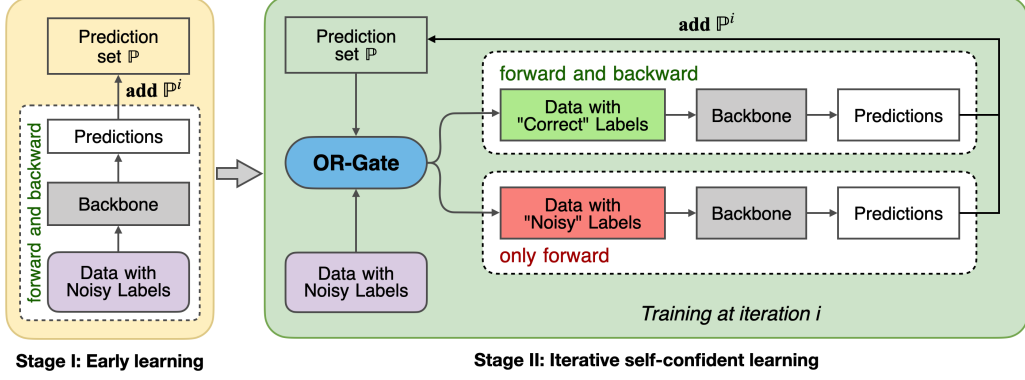 Prediction
set ℙ
add ℙⁱ
Predictions
Backbone
Data with
Noisy Labels
forward and backward
Stage I: Early learning
Prediction
set ℙ
add ℙⁱ
OR-Gate
Data with
Noisy Labels
forward and backward
Data with
"Correct" Labels
Backbone
Predictions
Data with
"Noisy" Labels
Backbone
Predictions
only forward
Training at iteration i
Stage II: Iterative self-confident learning